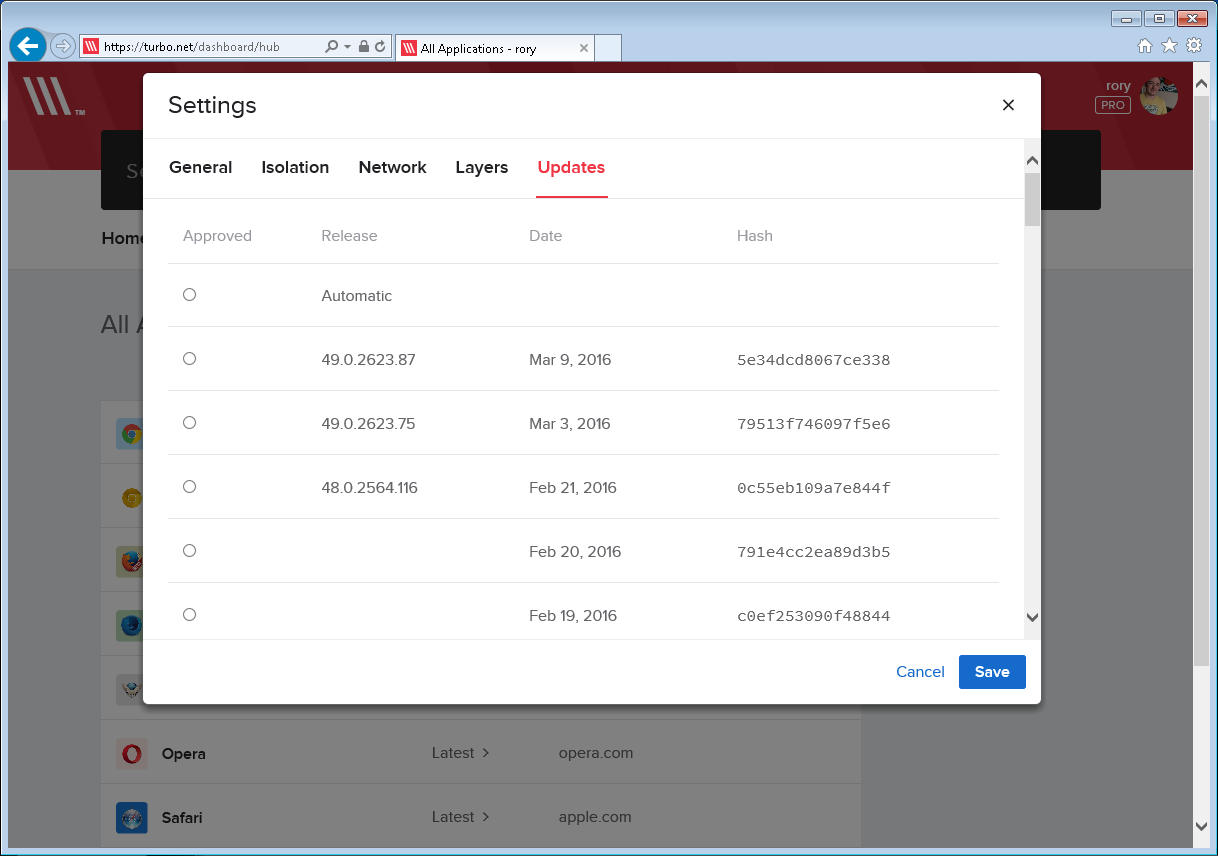 https://turbo.net/dashboard/hub
All Applications - rory
TM
rory
PRO
Settings
General Isolation Network Layers Updates
Home
All A
Approved Release Date Hash
Automatic
49.0.2623.87 Mar 9, 2016 5e34dcd8067ce338
49.0.2623.75 Mar 3, 2016 79513f746097f5e6
48.0.2564.116 Feb 21, 2016 0c55eb109a7e844f
Feb 20, 2016 791e4cc2ea89d3b5
Feb 19, 2016 c0ef253090f48844
Cancel Save
Opera Latest opera.com
Safari Latest apple.com